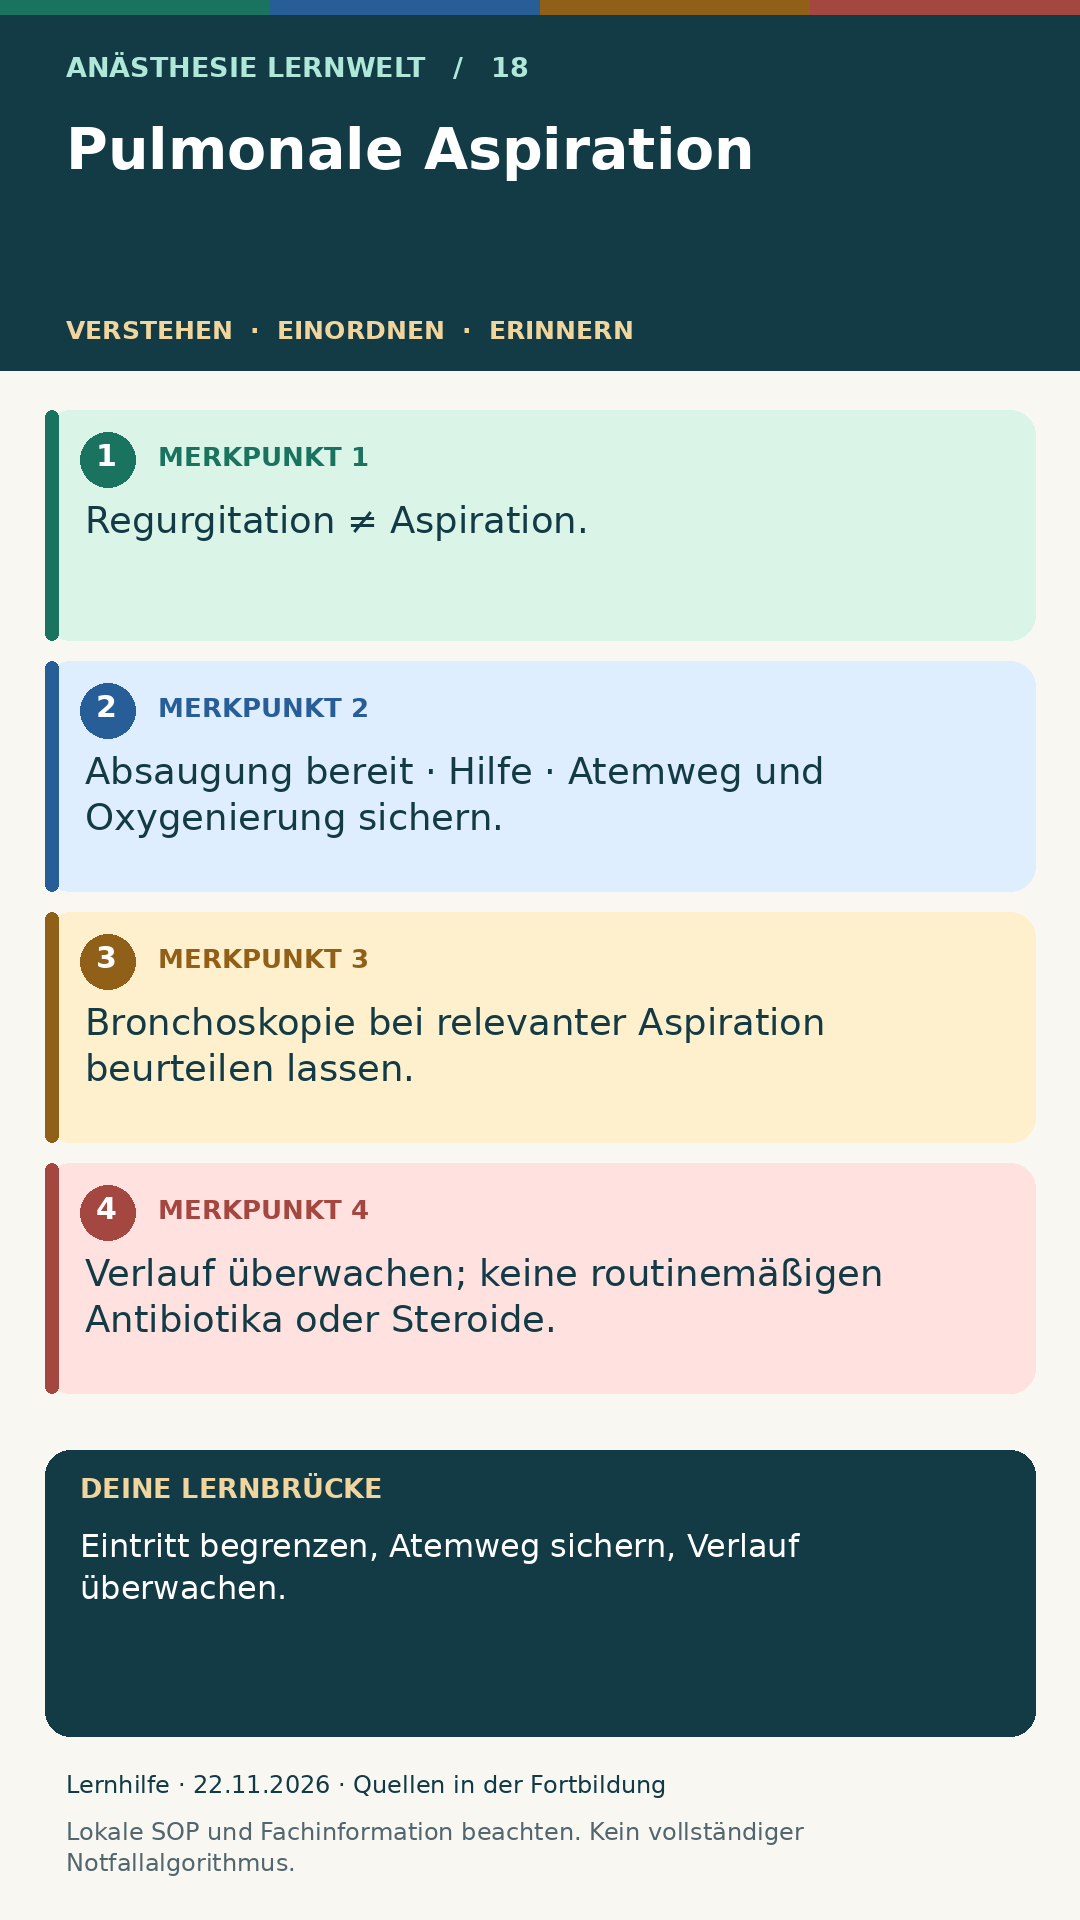 ANÄSTHESIE LERNWELT / 18
Pulmonale Aspiration
VERSTEHEN · EINORDNEN · ERINNERN
1 MERKPUNKT 1
Regurgitation ≠ Aspiration.
2 MERKPUNKT 2
Absaugung bereit · Hilfe · Atemweg und
Oxygenierung sichern.
3 MERKPUNKT 3
Bronchoskopie bei relevanter Aspiration
beurteilen lassen.
4 MERKPUNKT 4
Verlauf überwachen; keine routinemäßigen
Antibiotika oder Steroide.
DEINE LERNBRÜCKE
Eintritt begrenzen, Atemweg sichern, Verlauf
überwachen.
Lernhilfe · 22.11.2026 · Quellen in der Fortbildung
Lokale SOP und Fachinformation beachten. Kein vollständiger
Notfallalgorithmus.